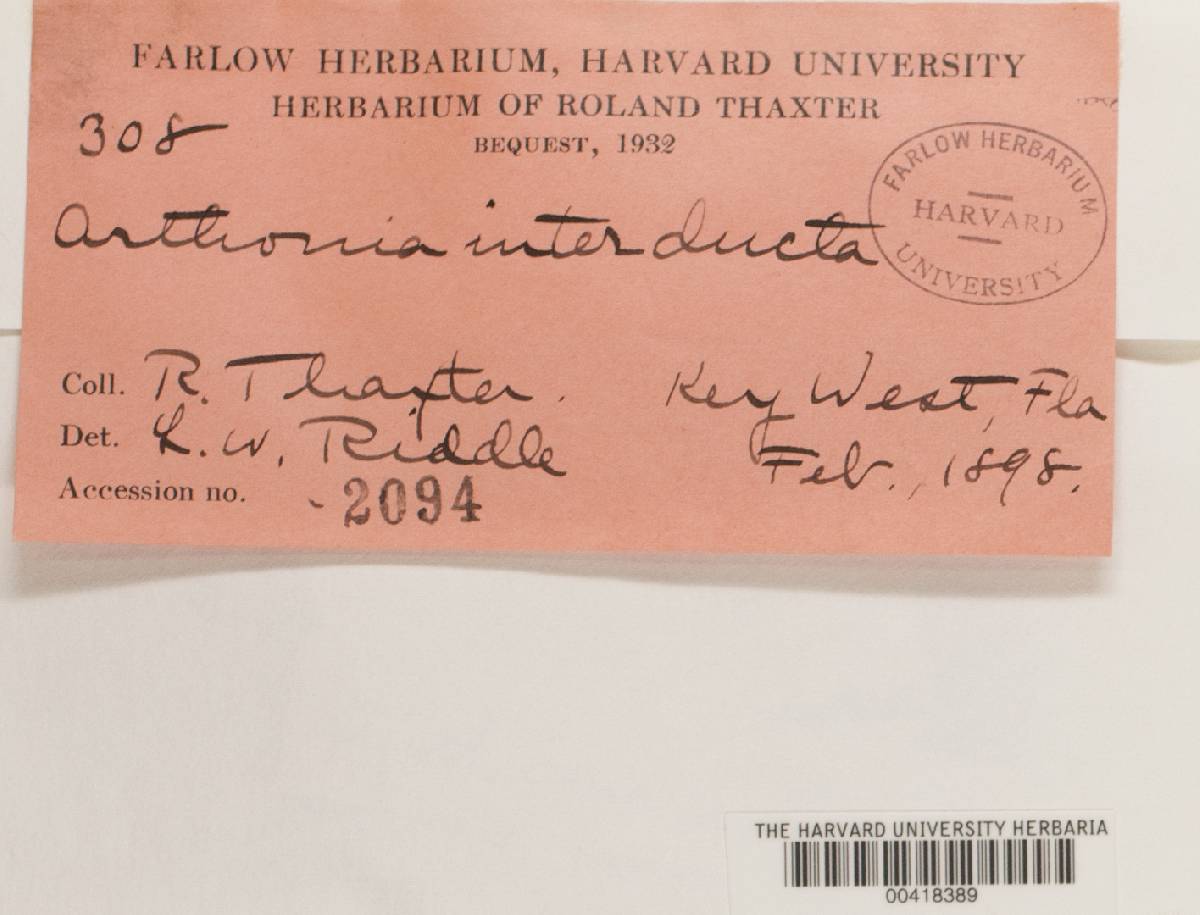 FARLOW HERBARIUM, HARVARD UNIVERSITY
HERBARIUM OF ROLAND THAXTER
308
BEQUEST, 1932
FARLOW HERBARIUM
HARVARD
UNIVERSITY
Arthonia interducta
Coll. R. Thaxter. Key West, Fla
Det. L. W. Riddle Feb., 1898.
Accession no. 2094
THE HARVARD UNIVERSITY HERBARIA
00418389